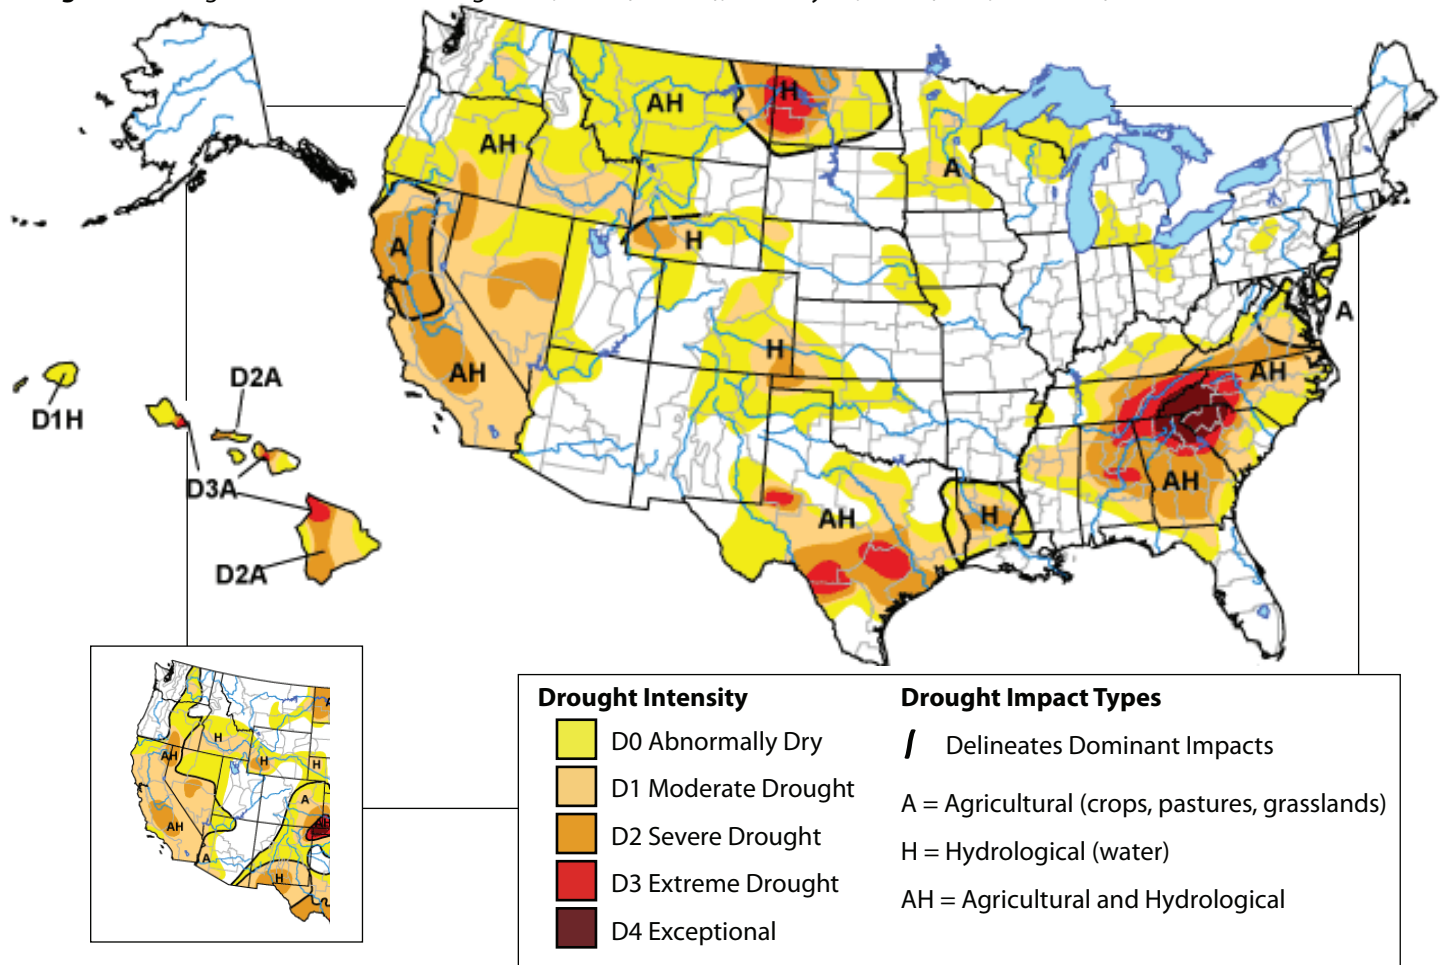 H
AH
AH
A
A
H
A
H
AH
AH
D2A
D1H
D3A
AH
AH
H
D2A
H
AH
H
H
A
AH
A
H
Drought Intensity
D0 Abnormally Dry
D1 Moderate Drought
D2 Severe Drought
D3 Extreme Drought
D4 Exceptional
Drought Impact Types
Delineates Dominant Impacts
A = Agricultural (crops, pastures, grasslands)
H = Hydrological (water)
AH = Agricultural and Hydrological